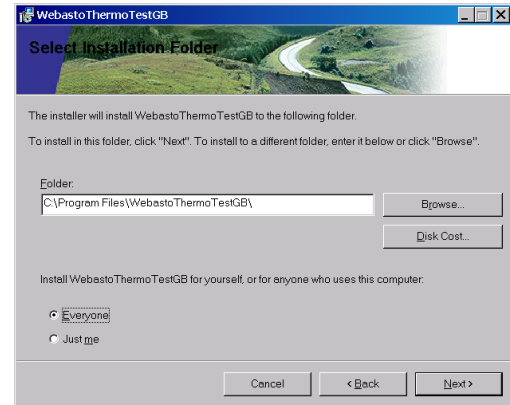 WebastoThermoTestGB
Select Installation Folder
The installer will install WebastoThermoTestGB to the following folder.
To install in this folder, click "Next". To install to a different folder, enter it below or click "Browse".
Folder:
C:\Program Files\WebastoThermoTestGB\
Browse...
Disk Cost...
Install WebastoThermoTestGB for yourself, or for anyone who uses this computer:
Everyone
Just me
Cancel
< Back
Next >